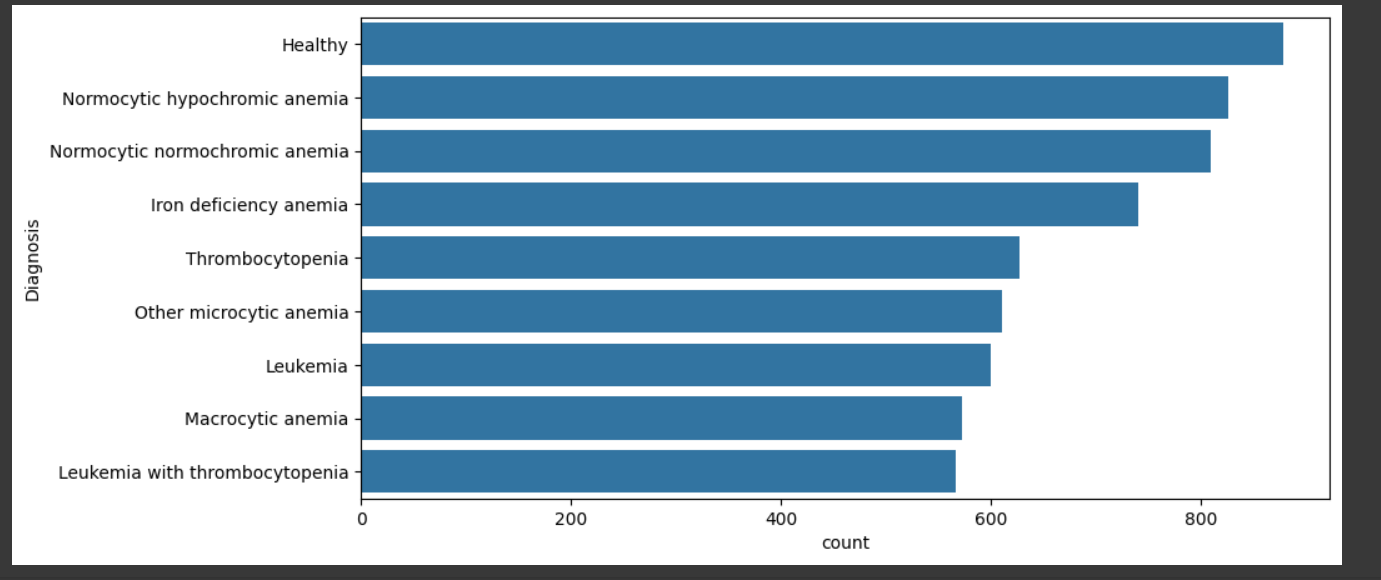 Healthy
Normocytic hypochromic anemia
Normocytic normochromic anemia
Iron deficiency anemia
Thrombocytopenia
Other microcytic anemia
Leukemia
Macrocytic anemia
Leukemia with thrombocytopenia
Diagnosis
0 200 400 600 800
count